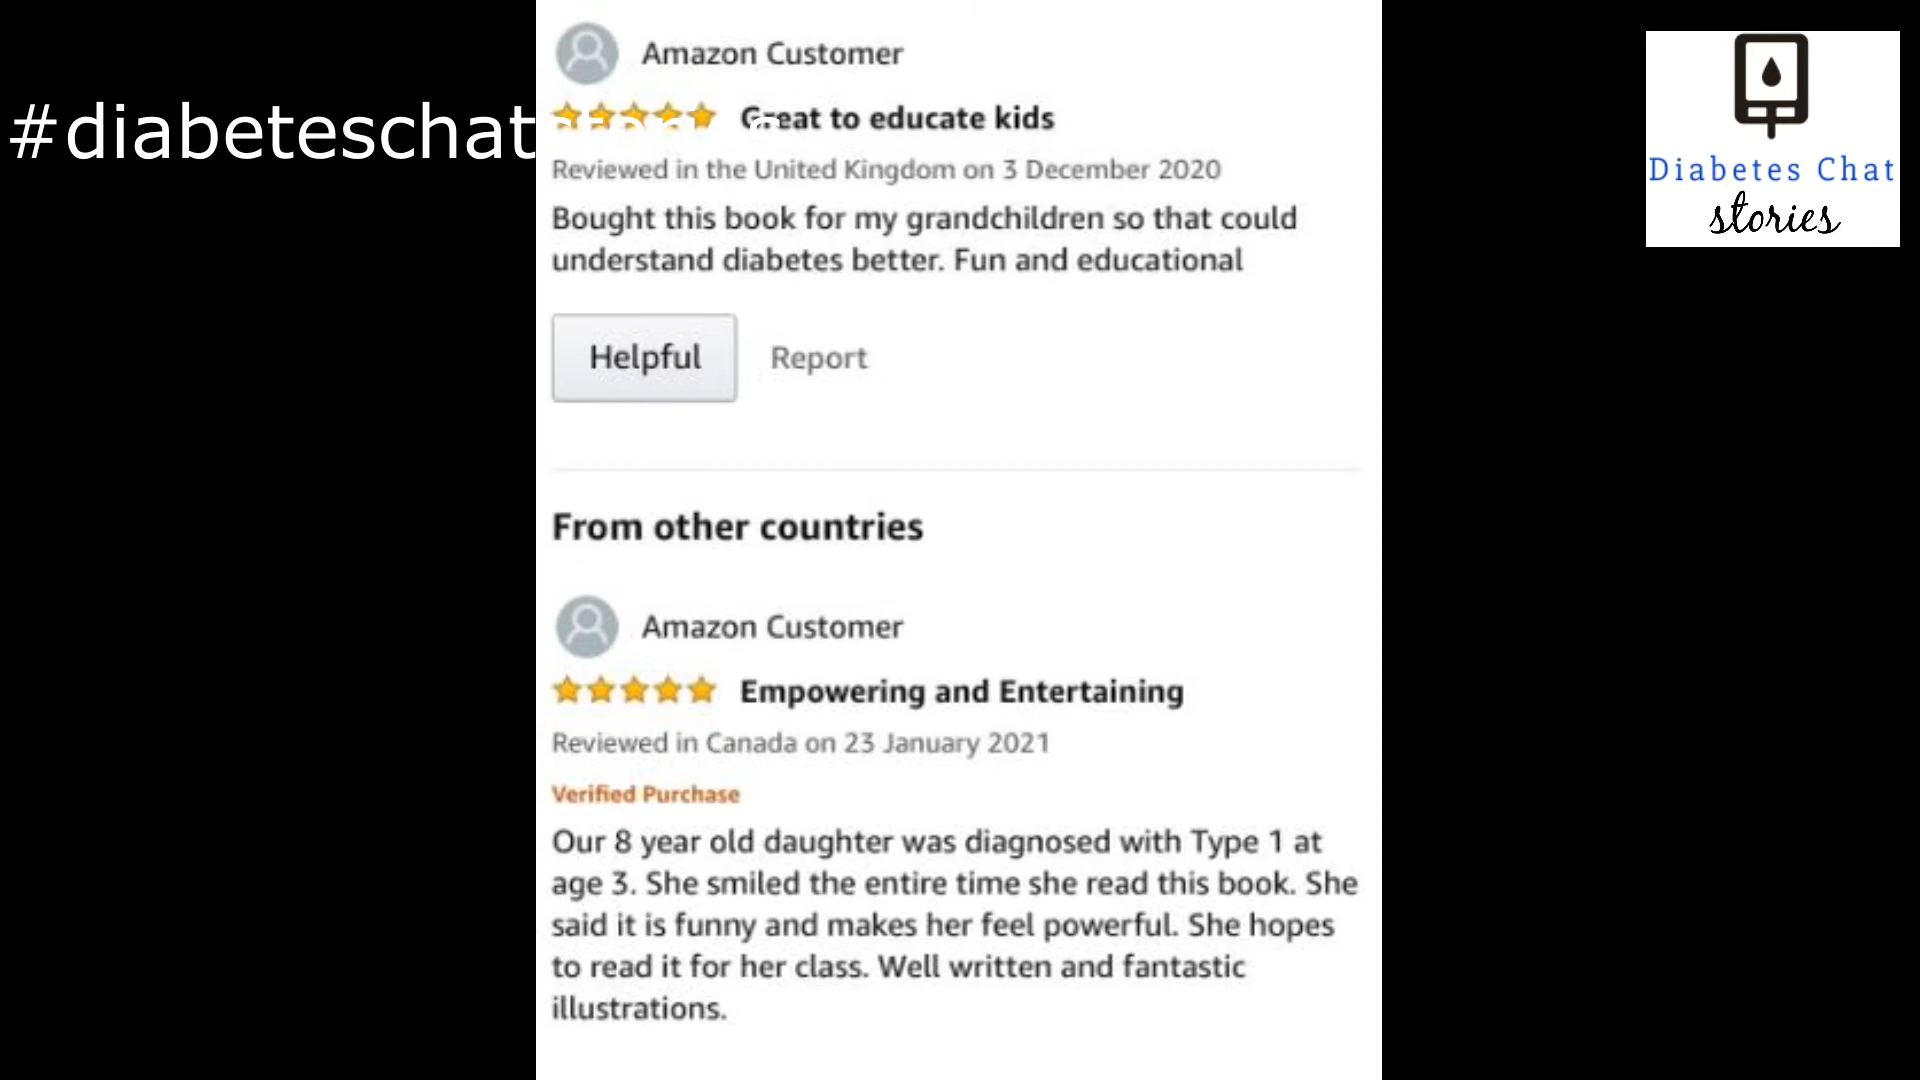 Amazon Customer
#diabeteschatstories
Great to educate kids
Reviewed in the United Kingdom on 3 December 2020
Bought this book for my grandchildren so that could
understand diabetes better. Fun and educational
Helpful
Report
From other countries
Amazon Customer
Empowering and Entertaining
Reviewed in Canada on 23 January 2021
Verified Purchase
Our 8 year old daughter was diagnosed with Type 1 at
age 3. She smiled the entire time she read this book. She
said it is funny and makes her feel powerful. She hopes
to read it for her class. Well written and fantastic
illustrations.
Diabetes Chat
stories